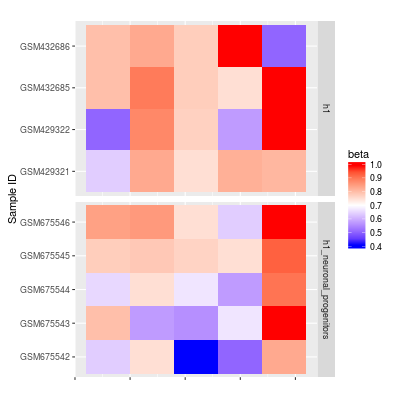 GSM432686
GSM432685
GSM429322
GSM429321
h1
GSM675546
GSM675545
GSM675544
GSM675543
GSM675542
h1_neuronal_progenitors
Sample ID
beta
1.0
0.9
0.8
0.7
0.6
0.5
0.4